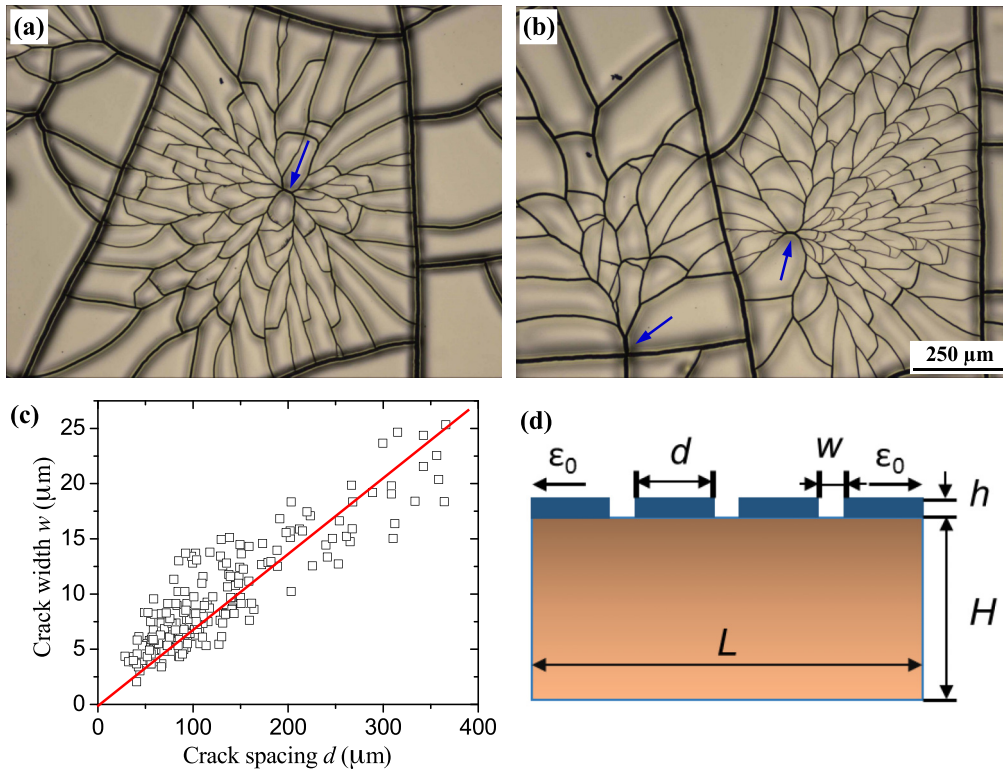 (a)
(b)
250 µm
(c)
25
20
15
10
5
0
0
100
200
300
400
Crack width w (µm)
Crack spacing d (µm)
(d)
ε0
d
w
ε0
h
H
L